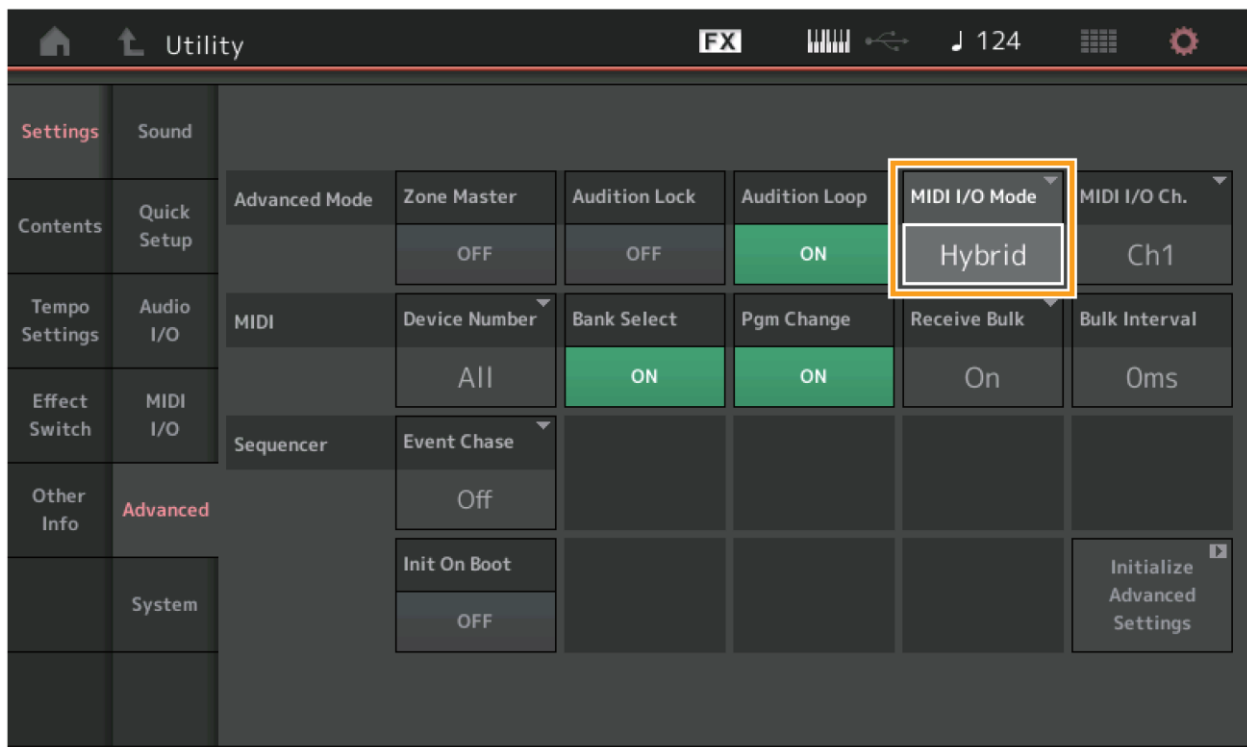 Utility FX 124
Settings Sound
Contents
Quick
Setup
Tempo
Settings
Audio
I/O
Effect
Switch
MIDI
I/O
Other
Info
Advanced
System
Advanced Mode Zone Master Audition Lock Audition Loop MIDI I/O Mode MIDI I/O Ch.
OFF OFF ON Hybrid Ch1
MIDI Device Number Bank Select Pgm Change Receive Bulk Bulk Interval
All ON ON On 0ms
Sequencer Event Chase
Off
Init On Boot
OFF
Initialize
Advanced
Settings